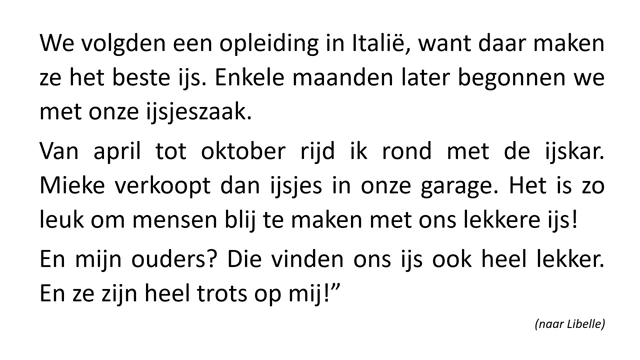 We volgden een opleiding in Italië, want daar maken
ze het beste ijs. Enkele maanden later begonnen we
met onze ijsjeszaak.
Van april tot oktober rijd ik rond met de ijskar.
Mieke verkoopt dan ijsjes in onze garage. Het is zo
leuk om mensen blij te maken met ons lekkere ijs!
En mijn ouders? Die vinden ons ijs ook heel lekker.
En ze zijn heel trots op mij!”
(naar Libelle)